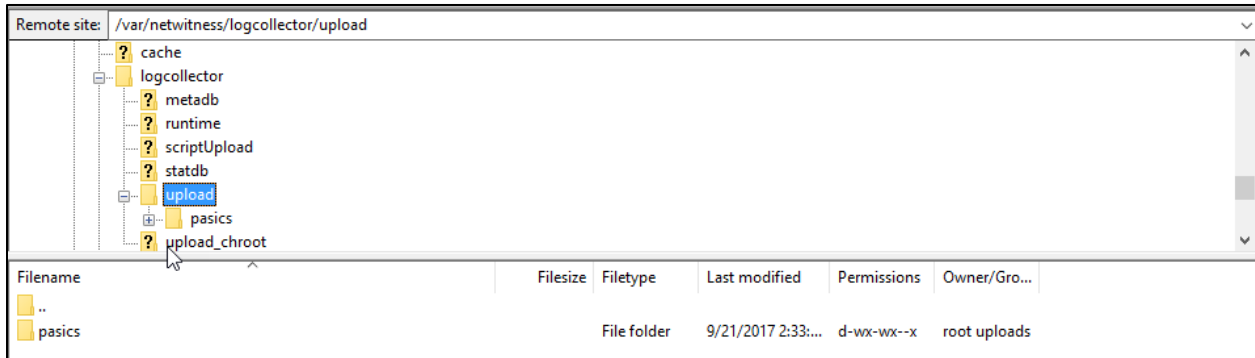 Remote site: /var/netwitness/logcollector/upload
? cache
logcollector
? metadb
? runtime
? scriptUpload
? statdb
upload
pasics
? upload_chroot
Filename Filesize Filetype Last modified Permissions Owner/Gro...
..
pasics File folder 9/21/2017 2:33:... d-wx-wx--x root uploads